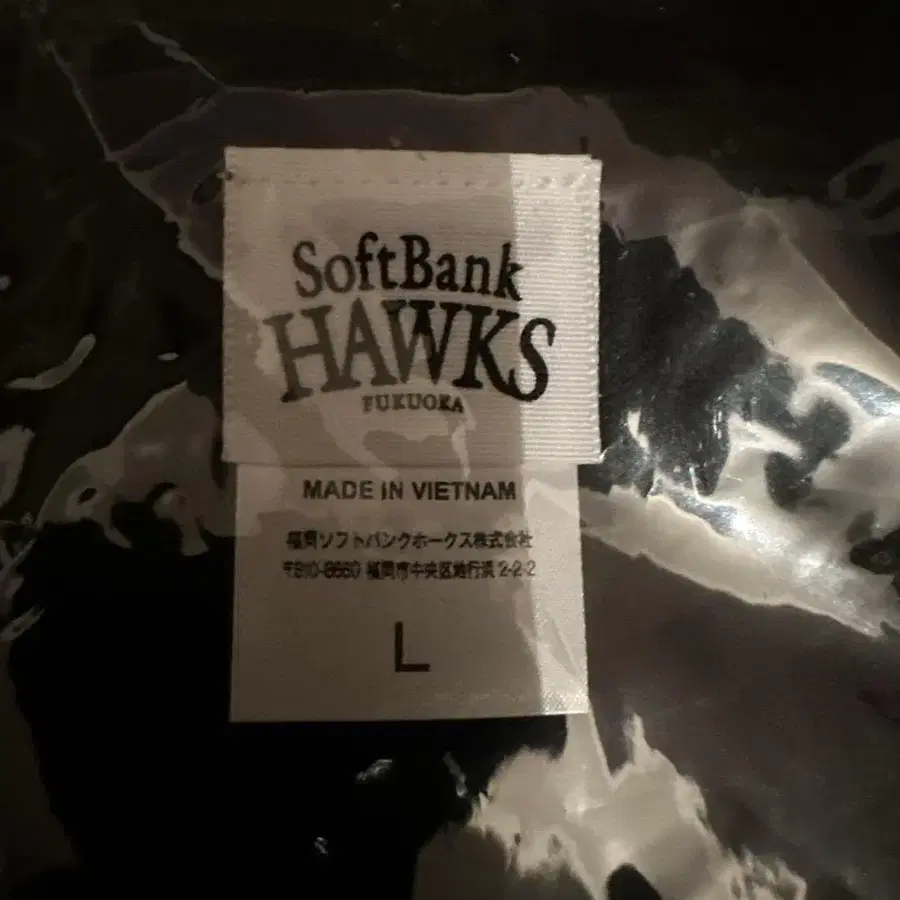 SoftBank
HAWKS
FUKUOKA
MADE IN VIETNAM
福岡ソフトバンクホークス株式会社
〒810-8660 福岡市中央区地行浜 2-2-2
L